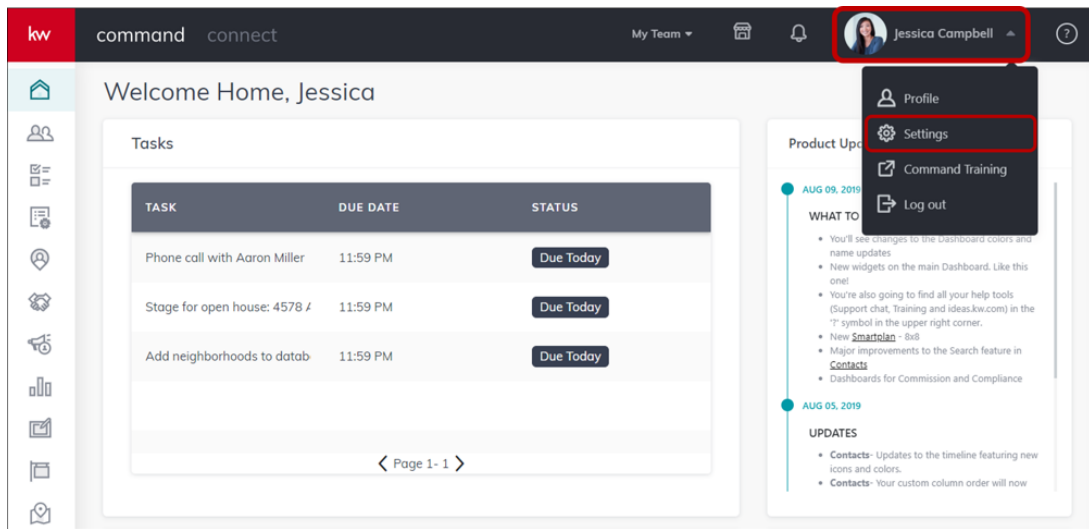 kw
command connect
My Team
Jessica Campbell
?
Profile
Settings
Command Training
Log out
Welcome Home, Jessica
Tasks
TASK DUE DATE STATUS
Phone call with Aaron Miller 11:59 PM Due Today
Stage for open house: 4578 11:59 PM Due Today
Add neighborhoods to datab 11:59 PM Due Today
Page 1- 1
Product
AUG 09, 2019
WHAT TO
You'll see changes to the Dashboard colors and
name updates
New widgets on the main Dashboard. Like this
one!
You're also going to find all your help tools
(Support chat, Training and ideas.kw.com) in the
'?' symbol in the upper right corner.
New Smartplan - 8x8
Major improvements to the Search feature in
Contacts
Dashboards for Commission and Compliance
AUG 05, 2019
UPDATES
Contacts- Updates to the timeline featuring new
icons and colors.
Contacts- Your custom column order will now